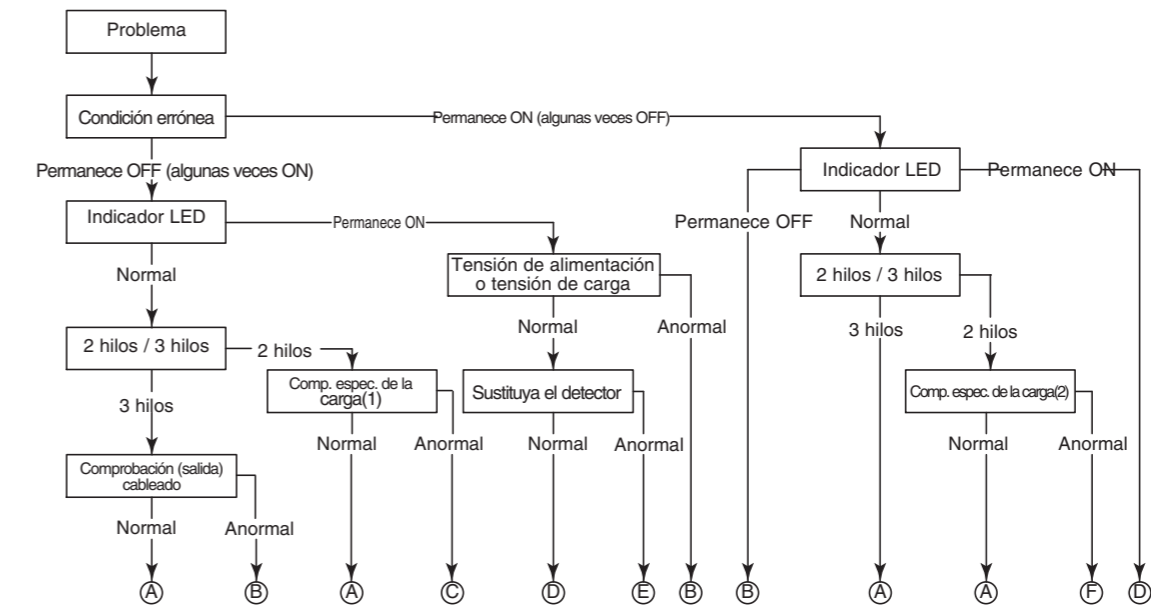 Problema
Condición errónea
Permanece ON (algunas veces OFF)
Permanece OFF (algunas veces ON)
Indicador LED
Permanece ON
Indicador LED
Permanece ON
Permanece OFF
Normal
Normal
Tensión de alimentación
o tensión de carga
2 hilos / 3 hilos
Normal
Anormal
3 hilos
2 hilos
2 hilos / 3 hilos
2 hilos
Comp. espec. de la
carga(1)
Sustituya el detector
Comp. espec. de la carga(2)
3 hilos
Normal
Anormal
Normal
Anormal
Normal
Anormal
Comprobación (salida)
cableado
Normal
Anormal
A
B
A
C
D
E
B
B
A
A
F
D